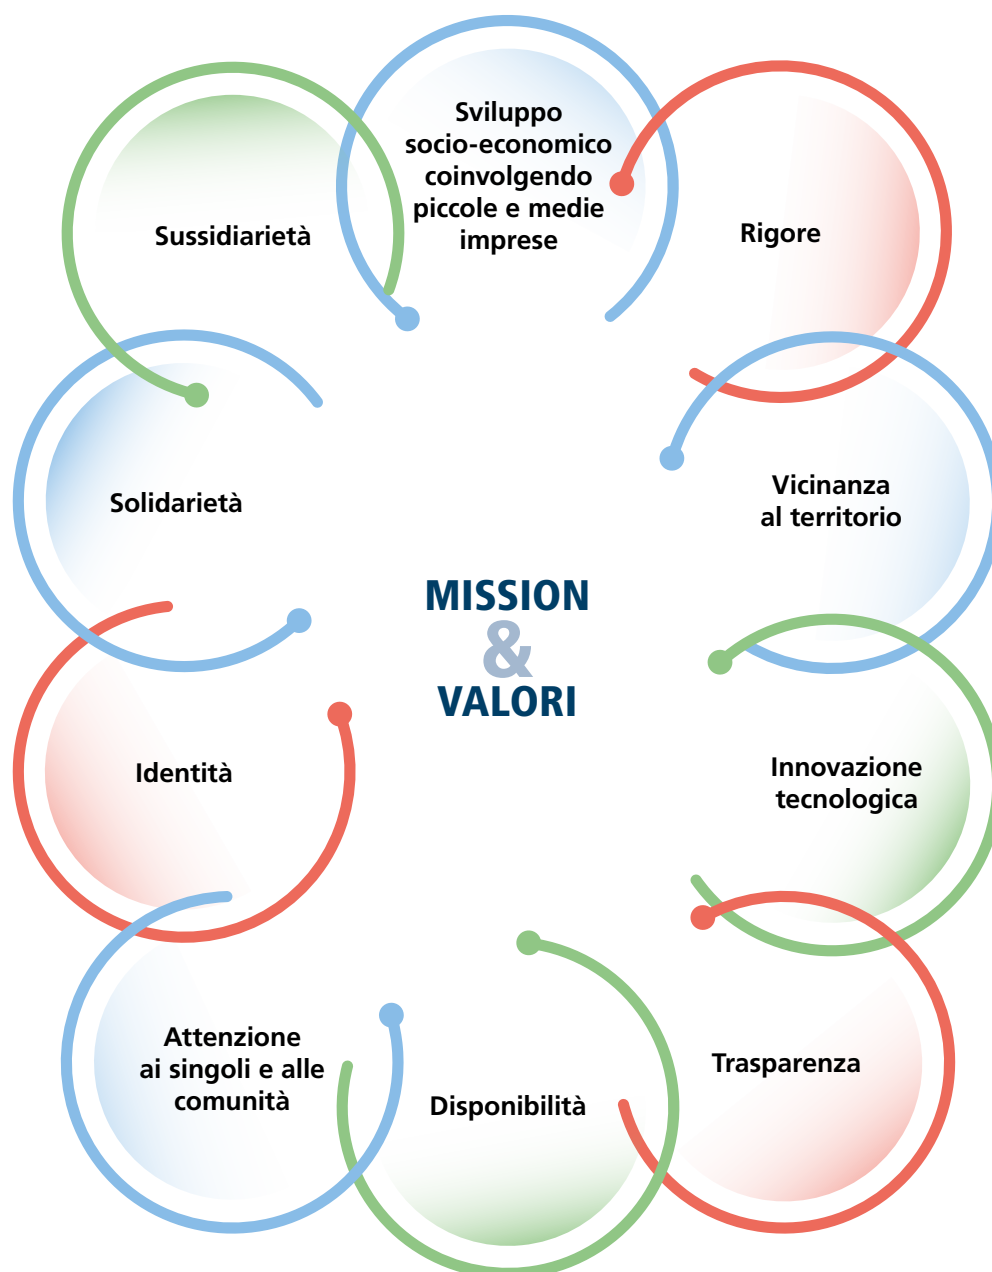 Sviluppo
socio-economico
coinvolgendo
piccole e medie
imprese
Rigore
Vicinanza
al territorio
Innovazione
tecnologica
Trasparenza
Disponibilità
Attenzione
ai singoli e alle
comunità
Identità
Solidarietà
Sussidiarietà
MISSION
&
VALORI